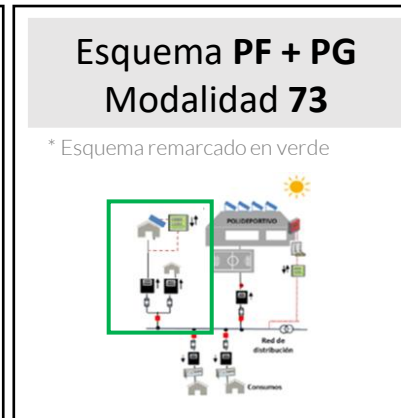 Esquema PF + PG
Modalidad 73
* Esquema remarcado en verde
POLIDEPORTIVO
Red de
distribución
Consumos